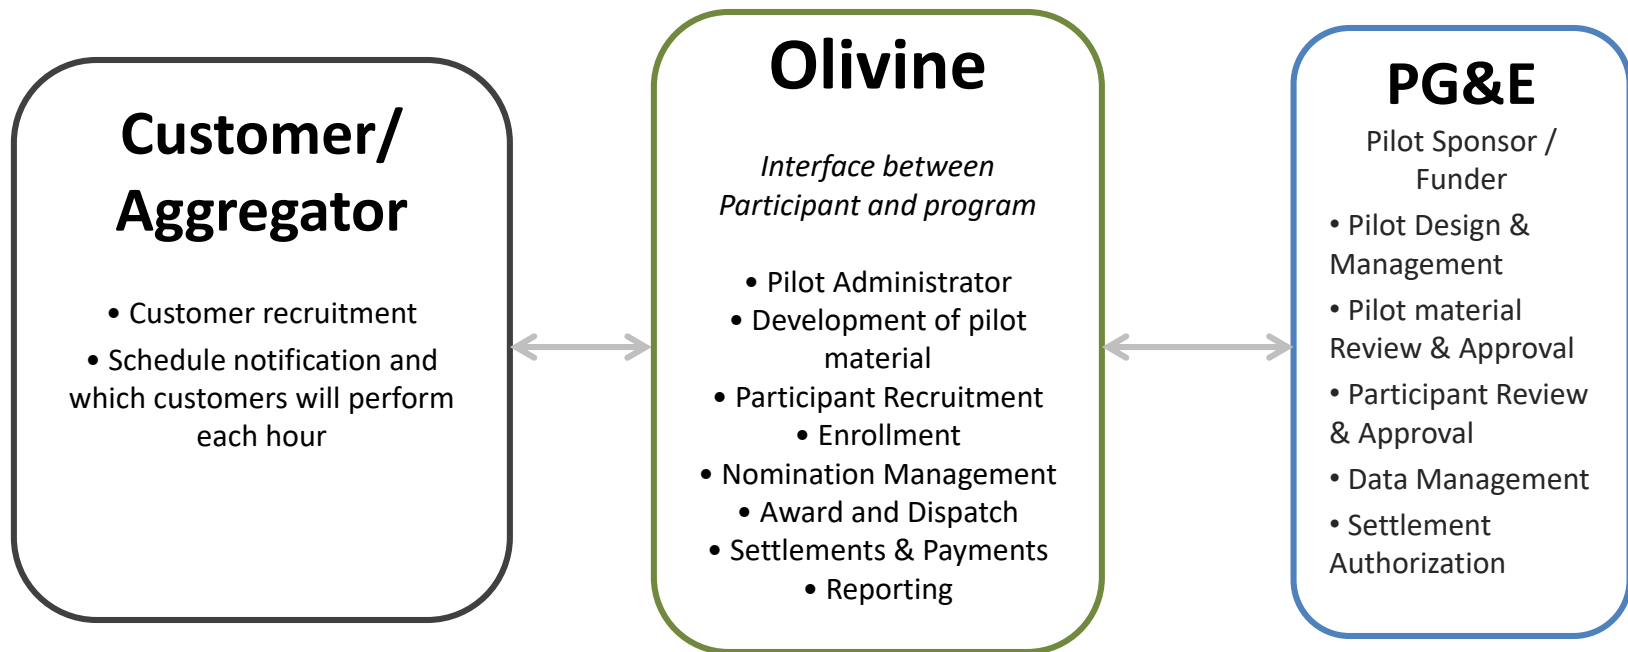 Customer/
Aggregator
• Customer recruitment
• Schedule notification and
which customers will perform
each hour
Olivine
Interface between
Participant and program
• Pilot Administrator
• Development of pilot
material
• Participant Recruitment
• Enrollment
• Nomination Management
• Award and Dispatch
• Settlements & Payments
• Reporting
PG&E
Pilot Sponsor /
Funder
• Pilot Design &
Management
• Pilot material
Review & Approval
• Participant Review
& Approval
• Data Management
• Settlement
Authorization